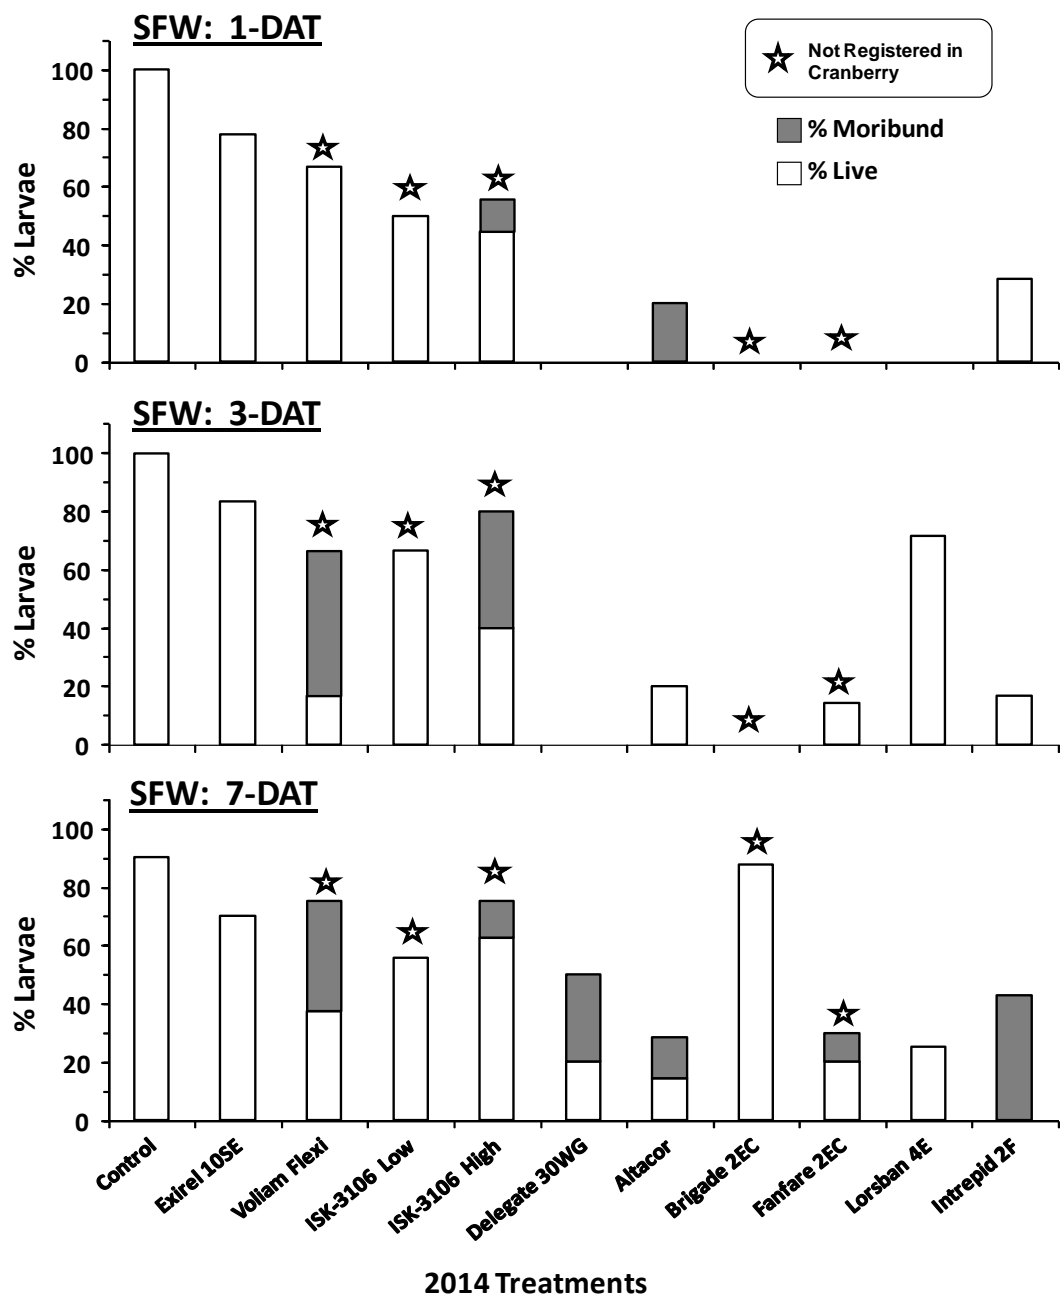 SFW: 1-DAT
Not Registered in
Cranberry
% Moribund
% Live
% Larvae
100
80
60
40
20
0
SFW: 3-DAT
% Larvae
100
80
60
40
20
0
SFW: 7-DAT
% Larvae
100
80
60
40
20
0
Control
Exirel 10SE
Voliam Flexi
ISK-3106 Low
ISK-3106 High
Delegate 30WG
Altacor
Brigade 2EC
Fanfare 2EC
Lorsban 4E
Intrepid 2F
2014 Treatments